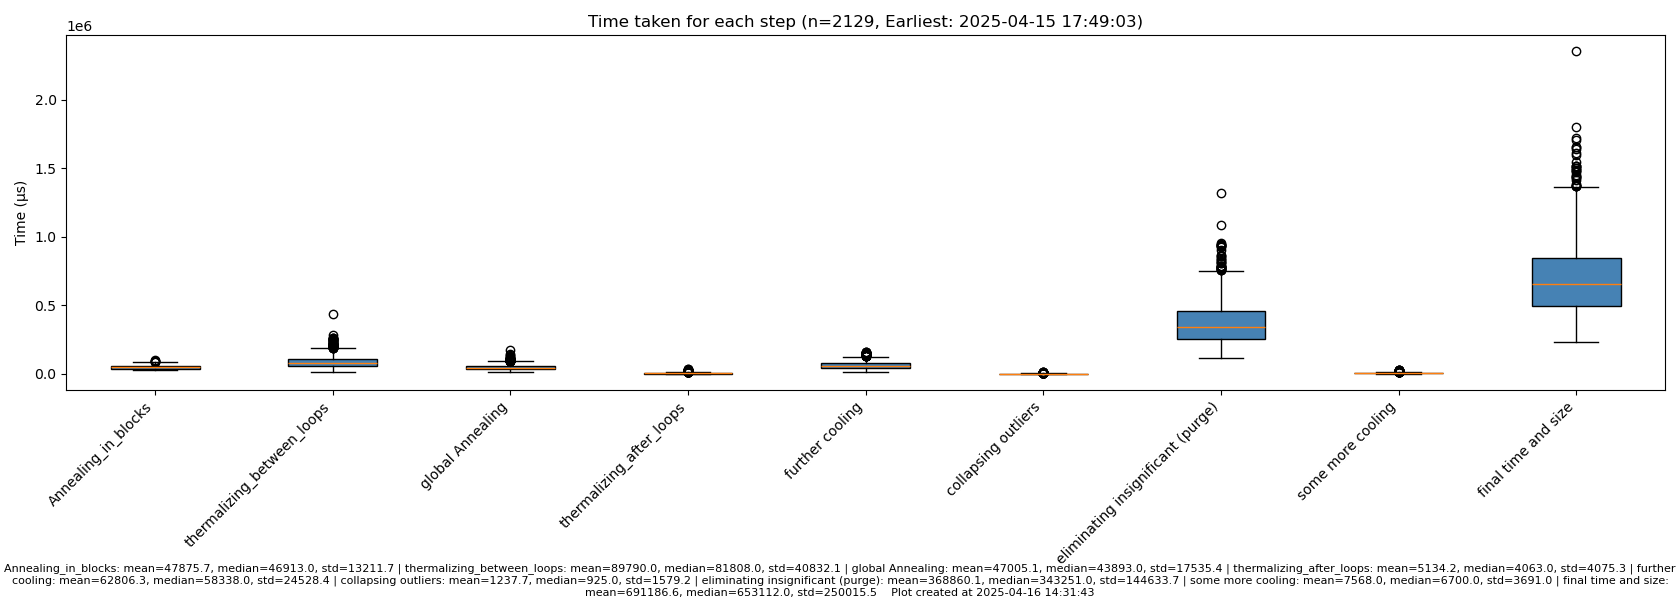 Time taken for each step (n=2129, Earliest: 2025-04-15 17:49:03)
1e6
2.0
1.5
1.0
0.5
0.0
Time (µs)
Annealing_in_blocks
thermalizing_between_loops
global Annealing
thermalizing_after_loops
further cooling
collapsing outliers
eliminating insignificant (purge)
some more cooling
final time and size
Annealing_in_blocks: mean=47875.7, median=46913.0, std=13211.7 | thermalizing_between_loops: mean=89790.0, median=81808.0, std=40832.1 | global Annealing: mean=47005.1, median=43893.0, std=17535.4 | thermalizing_after_loops: mean=5134.2, median=4063.0, std=4075.3 | further
cooling: mean=62806.3, median=58338.0, std=24528.4 | collapsing outliers: mean=1237.7, median=925.0, std=1579.2 | eliminating insignificant (purge): mean=368860.1, median=343251.0, std=144633.7 | some more cooling: mean=7568.0, median=6700.0, std=3691.0 | final time and size:
mean=691186.6, median=653112.0, std=250015.5    Plot created at 2025-04-16 14:31:43